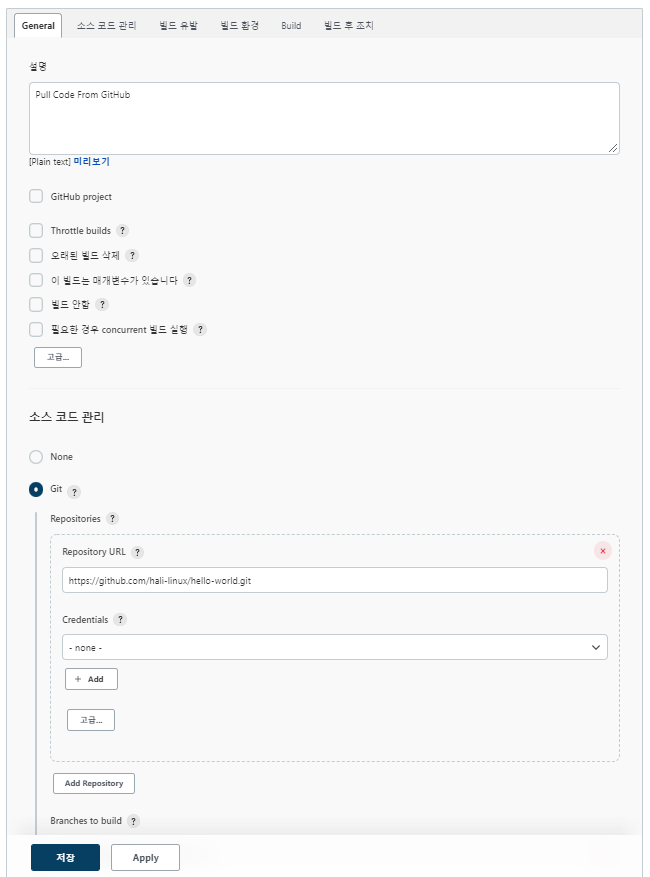 General 소스 코드 관리 빌드 유발 빌드 환경 Build 빌드 후 조치
설명
Pull Code From GitHub
[Plain text] 미리보기
GitHub project
Throttle builds ?
오래된 빌드 삭제 ?
이 빌드는 매개변수가 있습니다 ?
빌드 안함 ?
필요한 경우 concurrent 빌드 실행 ?
고급...
소스 코드 관리
None
Git ?
Repositories ?
Repository URL ?
https://github.com/hali-linux/hello-world.git
Credentials ?
- none -
+ Add
고급...
Add Repository
Branches to build ?
저장 Apply